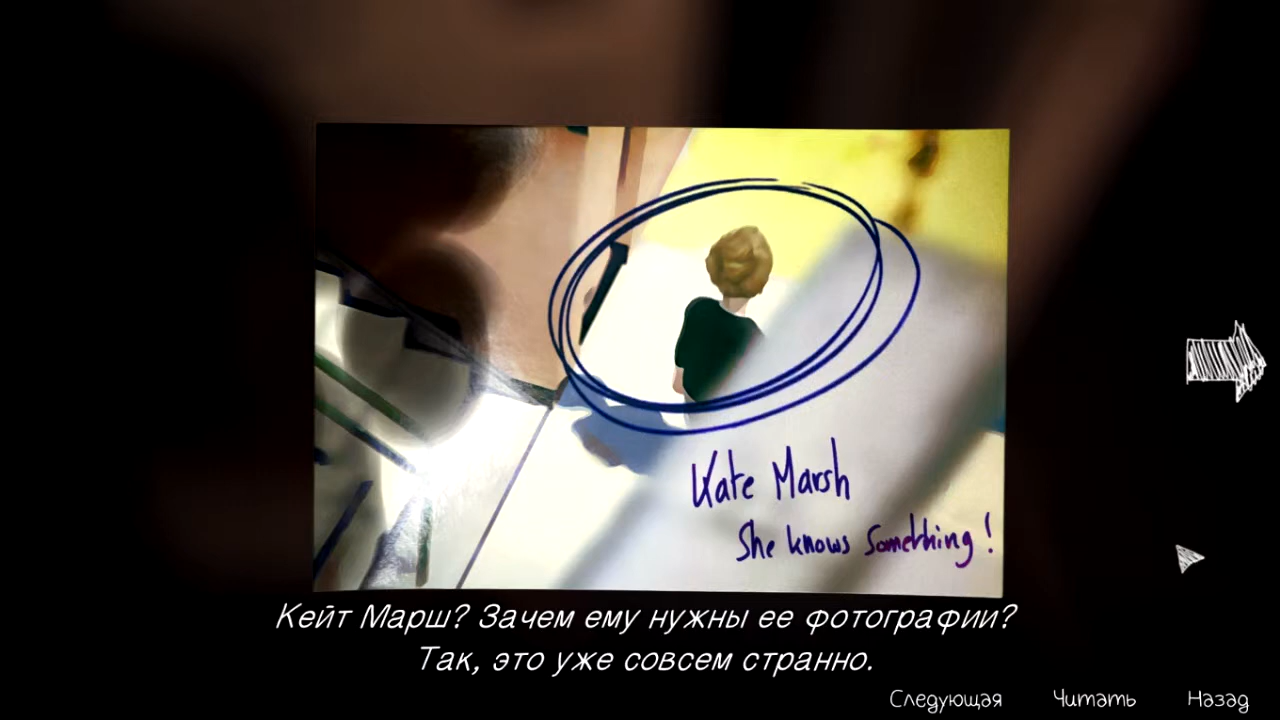 Kate Marsh
She knows something!
Кейт Марш? Зачем ему нужны ее фотографии?
Так, это уже совсем странно.
Следующая Читать Назад